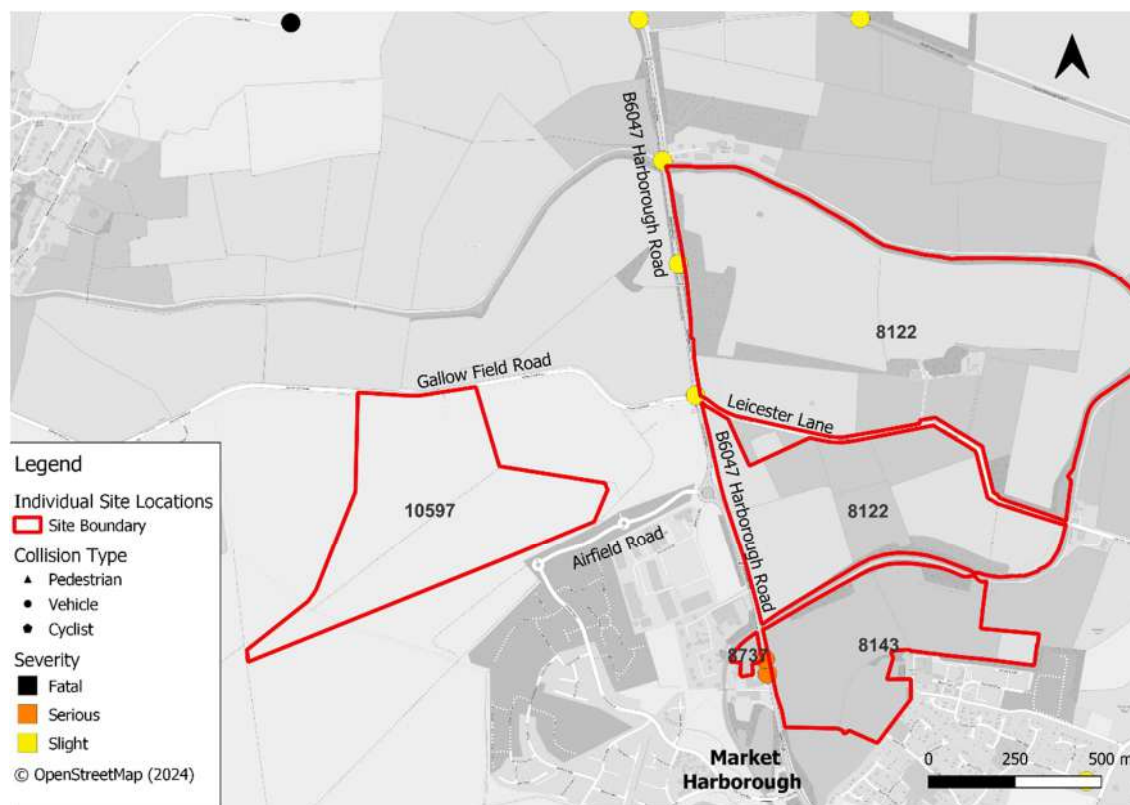 B6047 Harborough Road
8122
Gallow Field Road
Leicester Lane
B6047 Harborough Road
10597
8122
Airfield Road
8737
8143
Market
Harborough
0 250 500 m
Legend
Individual Site Locations
Site Boundary
Collision Type
Pedestrian
Vehicle
Cyclist
Severity
Fatal
Serious
Slight
© OpenStreetMap (2024)